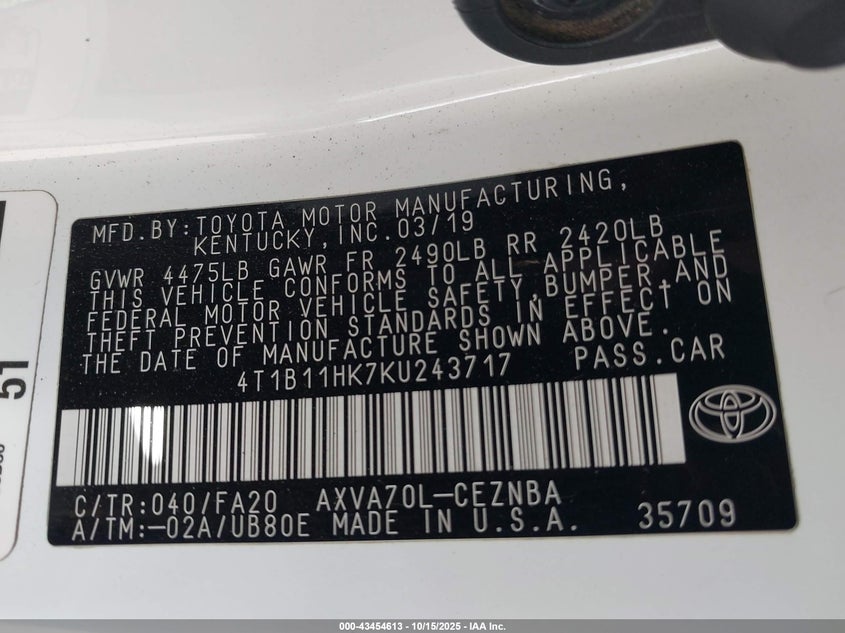 MFD.BY:TOYOTA MOTOR MANUFACTURING,
KENTUCKY,INC.03/19
GVWR 4475LB GAWR FR 2490LB RR 2420LB
THIS VEHICLE CONFORMS TO ALL APPLICABLE
FEDERAL MOTOR VEHICLE SAFETY,BUMPER,AND
THEFT PREVENTION STANDARDS IN EFFECT ON
THE DATE OF MANUFACTURE SHOWN ABOVE.
4T1B11HK7KU243717 PASS.CAR
C/TR:040/FA20 AXVA70L-CEZNBA
A/TM:-02A/UB80E MADE IN U.S.A. 35709
51
000-43454613 - 10/15/2025 - IAA Inc.